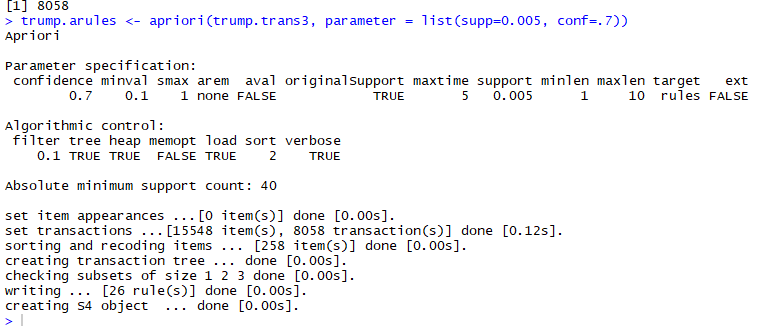 [1] 8058
> trump.arules <- apriori(trump.trans3, parameter = list(supp=0.005, conf=.7))
Apriori
Parameter specification:
confidence minval smax arem aval originalSupport maxtime support minlen maxlen target ext
0.7 0.1 1 none FALSE TRUE 5 0.005 1 10 rules FALSE
Algorithmic control:
filter tree heap memopt load sort verbose
0.1 TRUE TRUE FALSE TRUE 2 TRUE
Absolute minimum support count: 40
set item appearances ...[0 item(s)] done [0.00s].
set transactions ...[15548 item(s), 8058 transaction(s)] done [0.12s].
sorting and recoding items ... [258 item(s)] done [0.00s].
creating transaction tree ... done [0.00s].
checking subsets of size 1 2 3 done [0.00s].
writing ... [26 rule(s)] done [0.00s].
creating S4 object ... done [0.00s].
>